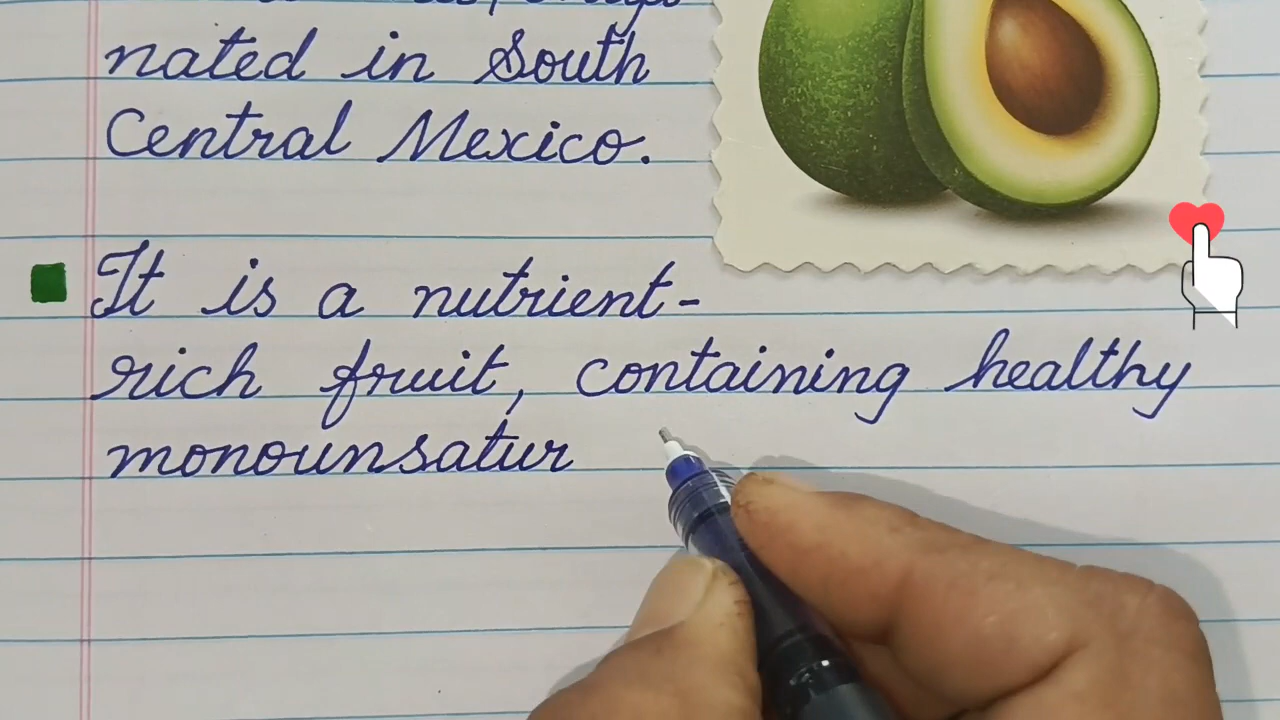 nated in South
Central Mexico.
It is a nutrient-
rich fruit, containing healthy
monounsatur